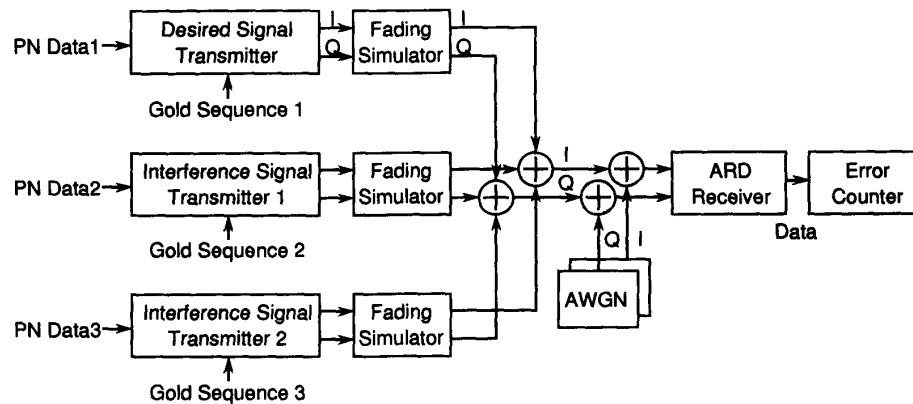 PN Data1
Desired Signal
Transmitter
I
Q
Fading
Simulator
I
Q
Gold Sequence 1
PN Data2
Interference Signal
Transmitter 1
Fading
Simulator
I
Q
ARD
Receiver
Error
Counter
Data
Gold Sequence 2
Q
I
AWGN
PN Data3
Interference Signal
Transmitter 2
Fading
Simulator
Gold Sequence 3